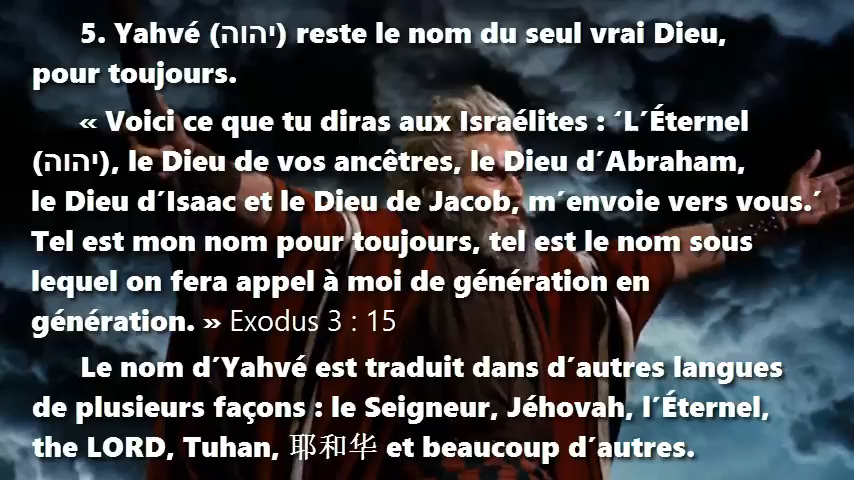 5. Yahvé (יהוה) reste le nom du seul vrai Dieu,
pour toujours.
« Voici ce que tu diras aux Israélites : ‘L´Éternel
(יהוה), le Dieu de vos ancêtres, le Dieu d´Abraham,
le Dieu d´Isaac et le Dieu de Jacob, m´envoie vers vous.’
Tel est mon nom pour toujours, tel est le nom sous
lequel on fera appel à moi de génération en
génération. » Exodus 3 : 15
Le nom d´Yahvé est traduit dans d´autres langues
de plusieurs façons : le Seigneur, Jéhovah, l´Éternel,
the LORD, Tuhan, 耶和华 et beaucoup d´autres.